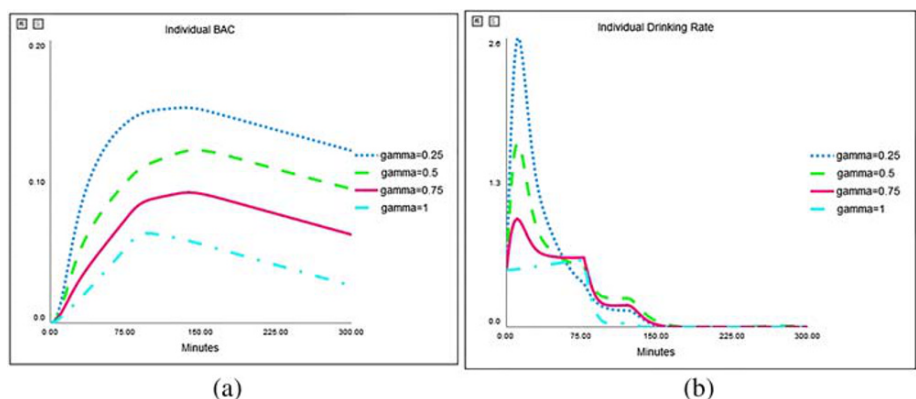 Individual BAC
0.20
0.10
0.0
0.00 75.00 150.00 225.00 300.00
Minutes
gamma=0.25
gamma=0.5
gamma=0.75
gamma=1
(a)
Individual Drinking Rate
2.6
1.3
0.0
0.00 75.00 150.00 225.00 300.00
Minutes
gamma=0.25
gamma=0.5
gamma=0.75
gamma=1
(b)